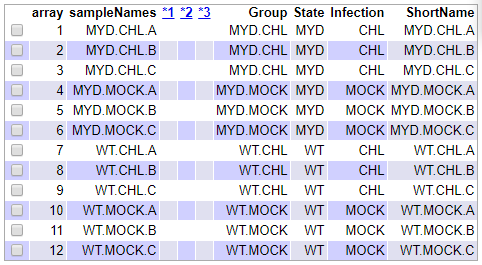 array sampleNames *1 *2 *3 Group State Infection ShortName
1 MYD.CHL.A MYD.CHL MYD CHL MYD.CHL.A
2 MYD.CHL.B MYD.CHL MYD CHL MYD.CHL.B
3 MYD.CHL.C MYD.CHL MYD CHL MYD.CHL.C
4 MYD.MOCK.A MYD.MOCK MYD MOCK MYD.MOCK.A
5 MYD.MOCK.B MYD.MOCK MYD MOCK MYD.MOCK.B
6 MYD.MOCK.C MYD.MOCK MYD MOCK MYD.MOCK.C
7 WT.CHL.A WT.CHL WT CHL WT.CHL.A
8 WT.CHL.B WT.CHL WT CHL WT.CHL.B
9 WT.CHL.C WT.CHL WT CHL WT.CHL.C
10 WT.MOCK.A WT.MOCK WT MOCK WT.MOCK.A
11 WT.MOCK.B WT.MOCK WT MOCK WT.MOCK.B
12 WT.MOCK.C WT.MOCK WT MOCK WT.MOCK.C